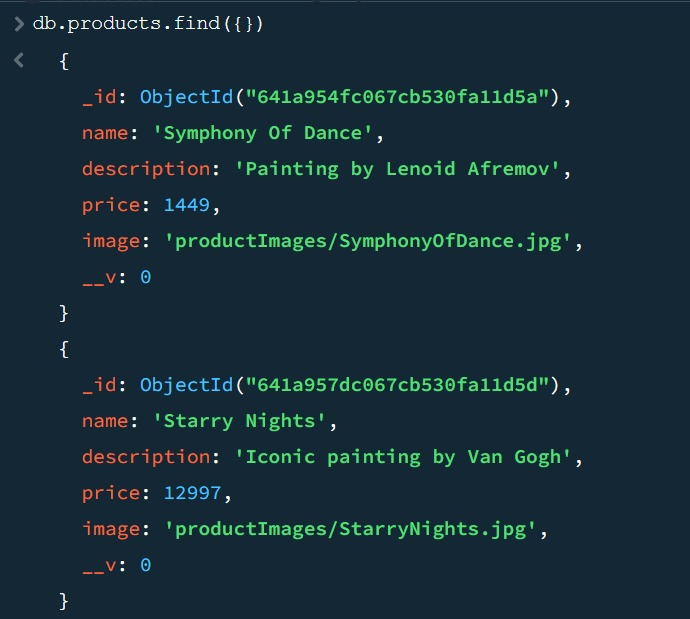 db.products.find({})
{
_id: ObjectId("641a954fc067cb530fa11d5a"),
name: 'Symphony Of Dance',
description: 'Painting by Lenoid Afremov',
price: 1449,
image: 'productImages/SymphonyOfDance.jpg',
__v: 0
}
{
_id: ObjectId("641a957dc067cb530fa11d5d"),
name: 'Starry Nights',
description: 'Iconic painting by Van Gogh',
price: 12997,
image: 'productImages/StarryNights.jpg',
__v: 0
}